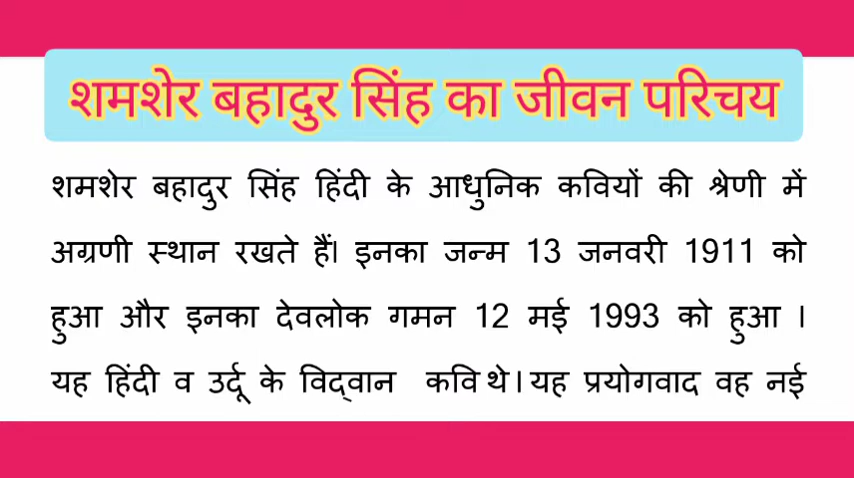 शमशेर बहादुर सिंह का जीवन परिचय
शमशेर बहादुर सिंह हिंदी के आधुनिक कवियों की श्रेणी में
अग्रणी स्थान रखते हैं। इनका जन्म 13 जनवरी 1911 को
हुआ और इनका देवलोक गमन 12 मई 1993 को हुआ ।
यह हिंदी व उर्दू के विद्वान कवि थे। यह प्रयोगवाद वह नई